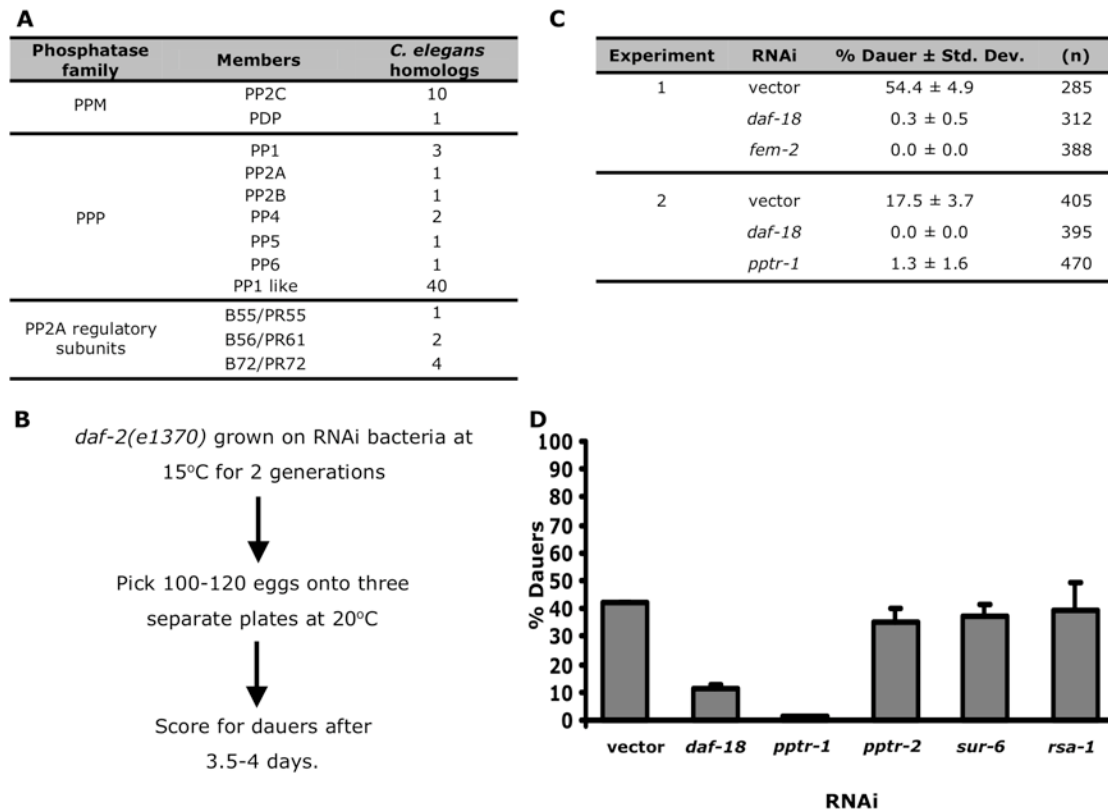 A
Phosphatase family Members C. elegans homologs
PPM
PP2C 10
PDP 1
PPP
PP1 3
PP2A 1
PP2B 1
PP4 2
PP5 1
PP6 1
PP1 like 40
PP2A regulatory subunits
B55/PR55 1
B56/PR61 2
B72/PR72 4
B
daf-2(e1370) grown on RNAi bacteria at
15°C for 2 generations
Pick 100-120 eggs onto three
separate plates at 20°C
Score for dauers after
3.5-4 days.
C
Experiment RNAi % Dauer ± Std. Dev. (n)
1 vector 54.4 ± 4.9 285
daf-18 0.3 ± 0.5 312
fem-2 0.0 ± 0.0 388
2 vector 17.5 ± 3.7 405
daf-18 0.0 ± 0.0 395
pptr-1 1.3 ± 1.6 470
D
% Dauers
100
90
80
70
60
50
40
30
20
10
0
vector daf-18 pptr-1 pptr-2 sur-6 rsa-1
RNAi